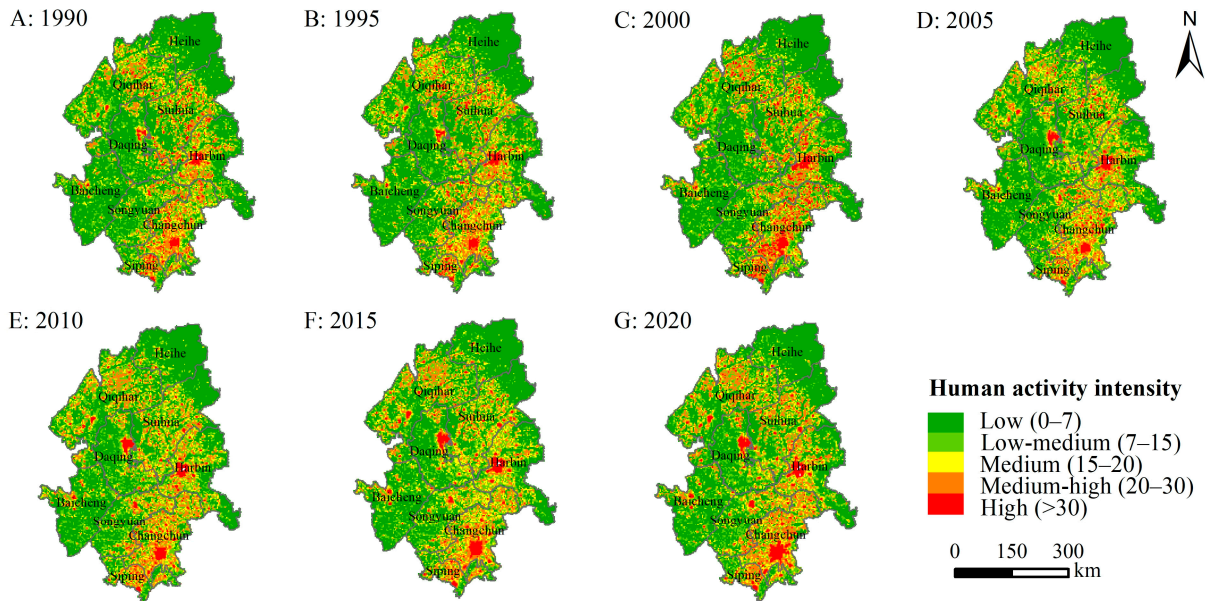 A: 1990
B: 1995
C: 2000
D: 2005
N
Heihe
Qiqihar
Suihua
Daqing
Harbin
Baicheng
Songyuan
Changchun
Siping
Heihe
Qiqihar
Suihua
Daqing
Harbin
Baicheng
Songyuan
Changchun
Siping
Heihe
Qiqihar
Suihua
Daqing
Harbin
Baicheng
Songyuan
Changchun
Siping
Heihe
Qiqihar
Suihua
Daqing
Harbin
Baicheng
Songyuan
Changchun
Siping
E: 2010
F: 2015
G: 2020
Heihe
Qiqihar
Suihua
Daqing
Harbin
Baicheng
Songyuan
Changchun
Siping
Heihe
Qiqihar
Suihua
Daqing
Harbin
Baicheng
Songyuan
Changchun
Siping
Heihe
Qiqihar
Suihua
Daqing
Harbin
Baicheng
Songyuan
Changchun
Siping
Human activity intensity
Low (0–7)
Low-medium (7–15)
Medium (15–20)
Medium-high (20–30)
High (>30)
0 150 300
km